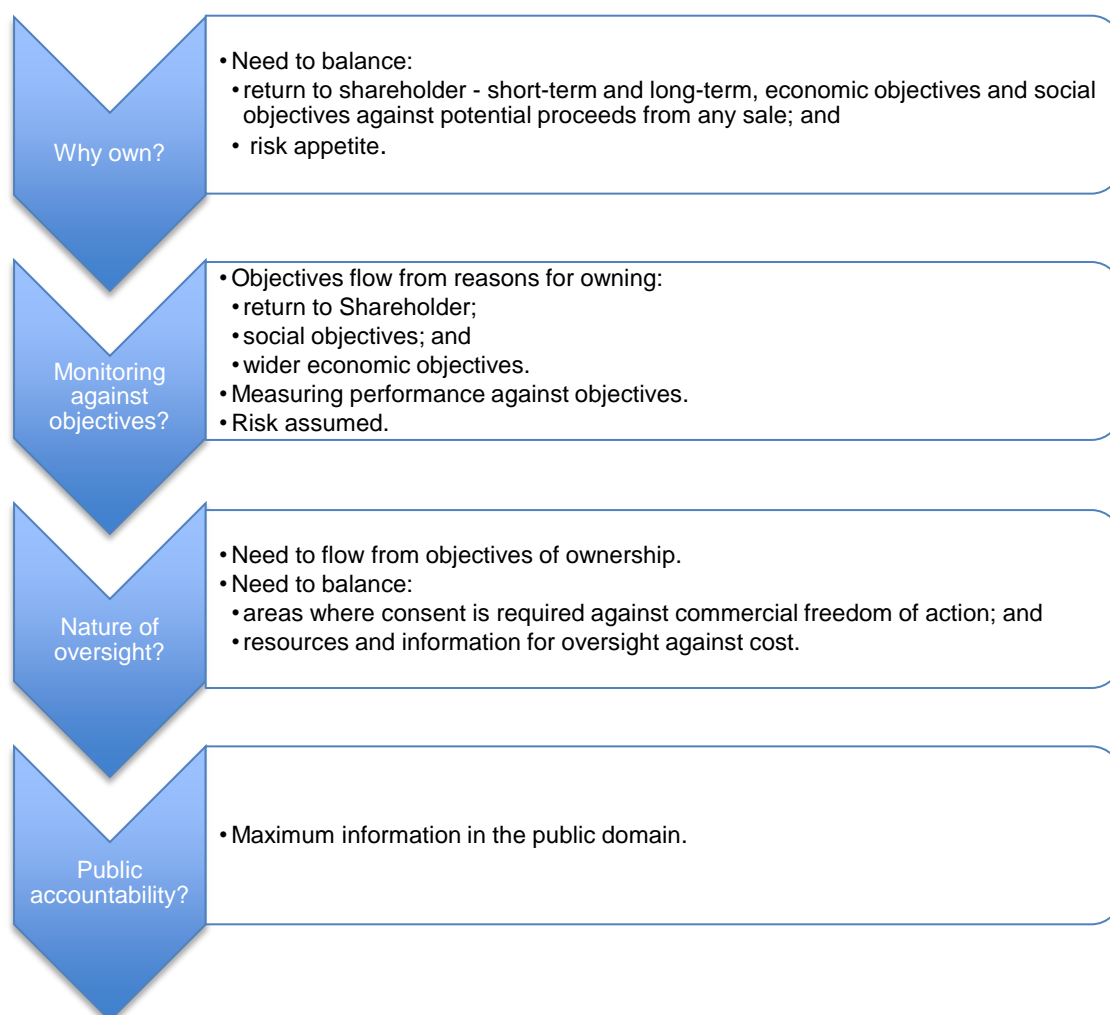 Why own?
• Need to balance:
• return to shareholder - short-term and long-term, economic objectives and social
objectives against potential proceeds from any sale; and
• risk appetite.
Monitoring
against
objectives?
• Objectives flow from reasons for owning:
• return to Shareholder;
• social objectives; and
• wider economic objectives.
• Measuring performance against objectives.
• Risk assumed.
Nature of
oversight?
• Need to flow from objectives of ownership.
• Need to balance:
• areas where consent is required against commercial freedom of action; and
• resources and information for oversight against cost.
Public
accountability?
• Maximum information in the public domain.